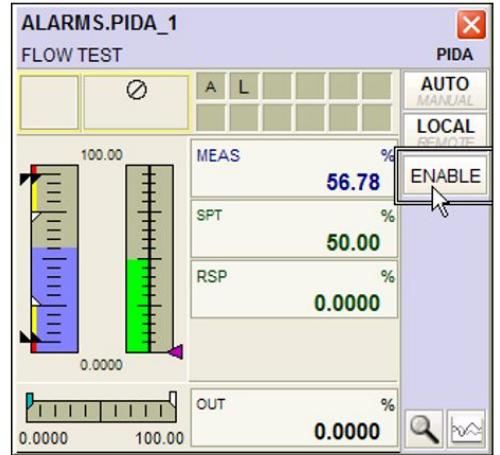 ALARMS.PIDA_1
FLOW TEST
PIDA
A L
AUTO
MANUAL
LOCAL
REMOTE
ENABLE
100.00
0.0000
MEAS %
56.78
SPT %
50.00
RSP %
0.0000
OUT %
0.0000
0.0000 100.00